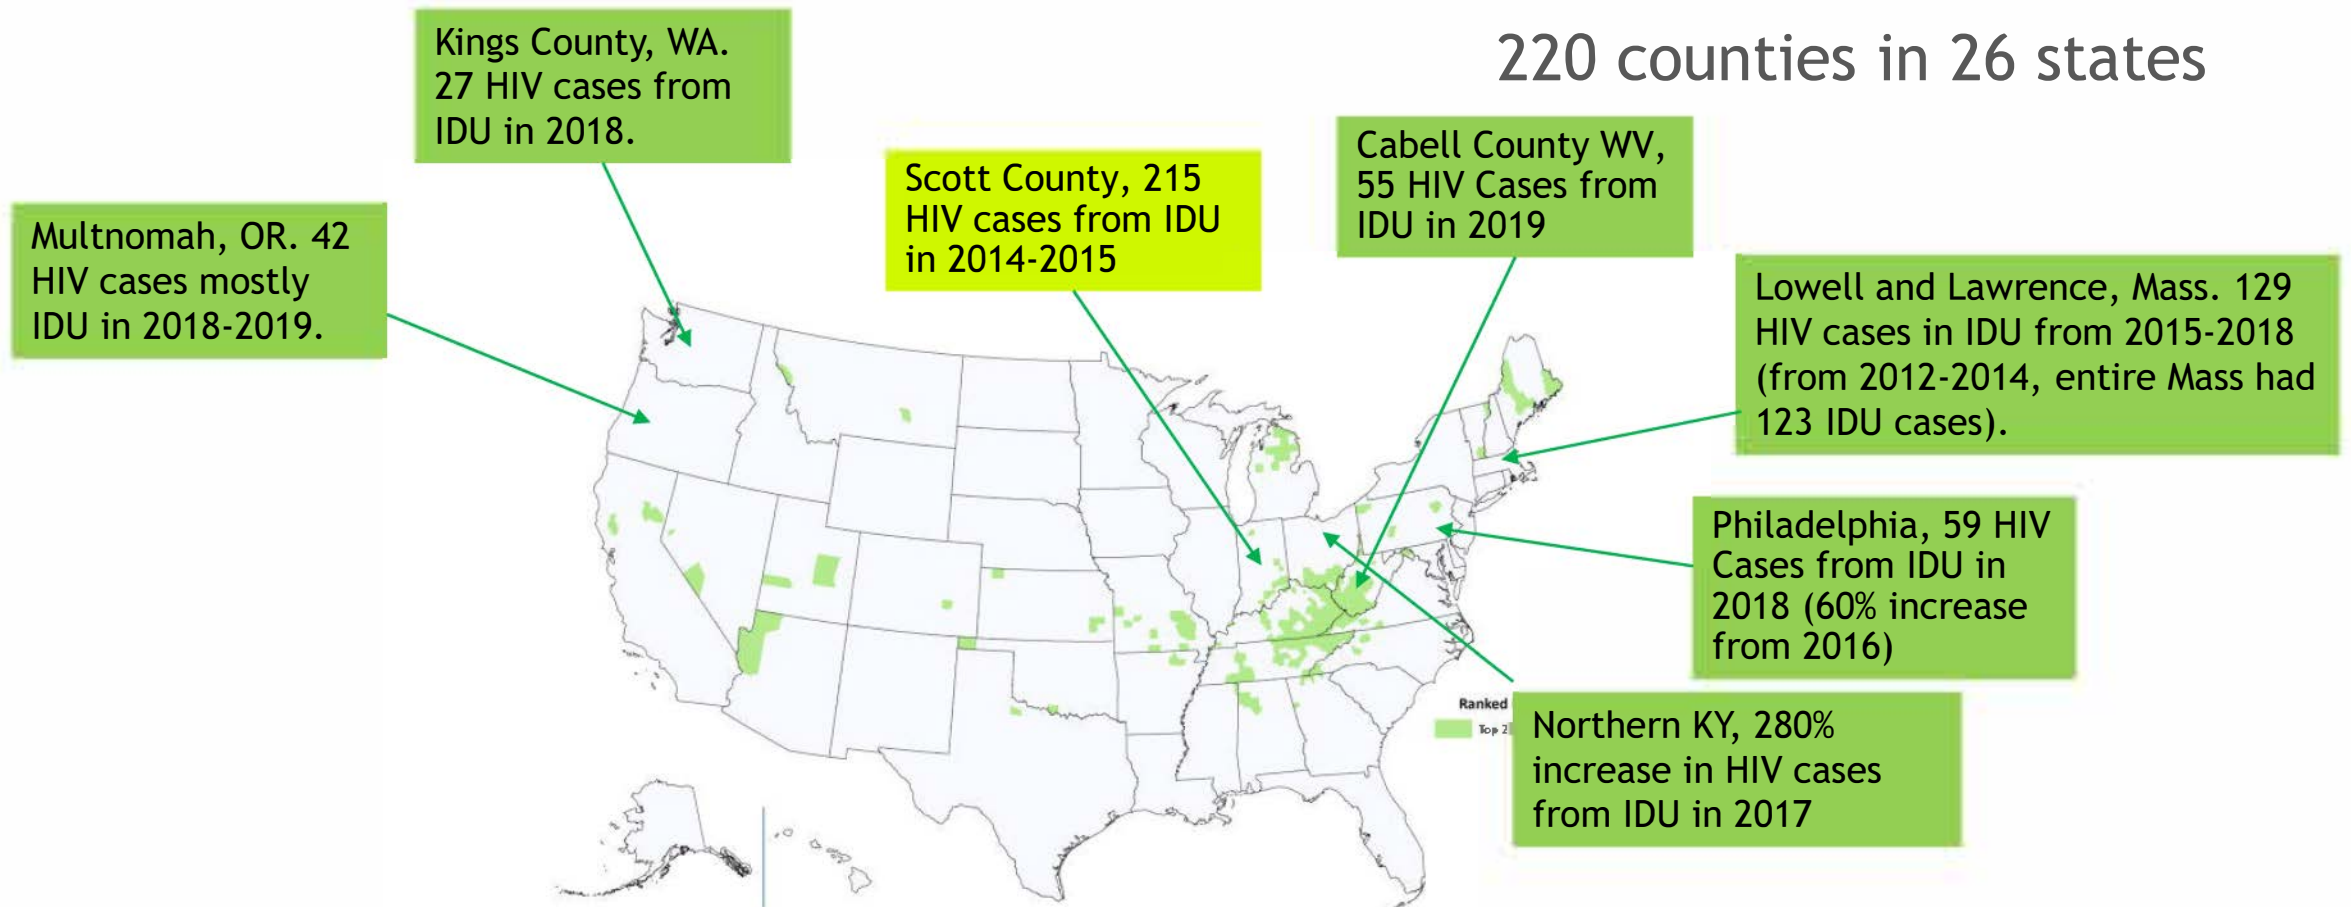 220 counties in 26 states
Kings County, WA.
27 HIV cases from
IDU in 2018.
Scott County, 215
HIV cases from IDU
in 2014-2015
Cabell County WV,
55 HIV Cases from
IDU in 2019
Multnomah, OR. 42
HIV cases mostly
IDU in 2018-2019.
Lowell and Lawrence, Mass. 129
HIV cases in IDU from 2015-2018
(from 2012-2014, entire Mass had
123 IDU cases).
Philadelphia, 59 HIV
Cases from IDU in
2018 (60% increase
from 2016)
Ranked
Top 2
Northern KY, 280%
increase in HIV cases
from IDU in 2017